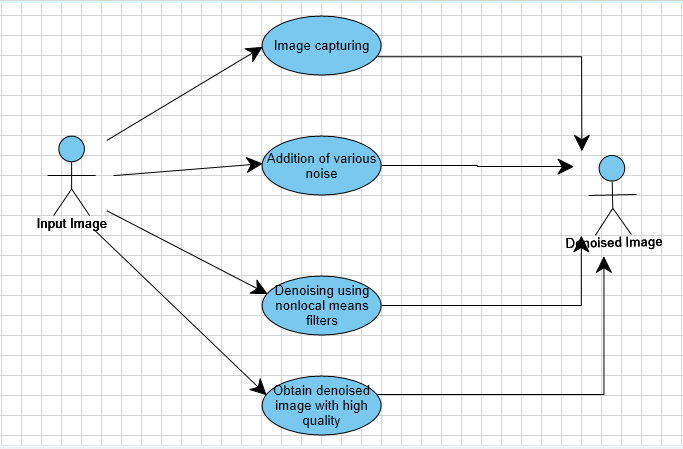 Image capturing
Addition of various
noise
Input Image
Denoised Image
Denoising using
nonlocal means
filters
Obtain denoised
image with high
quality